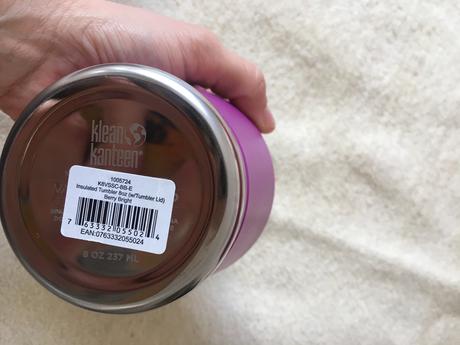 klean
kanteen®
1005724
K8VSSC-BB-E
Insulated Tumbler 8oz (w/Tumbler Lid)
Berry Bright
7 63332 05502 4
EAN:0763332055024
8 OZ 237 ML